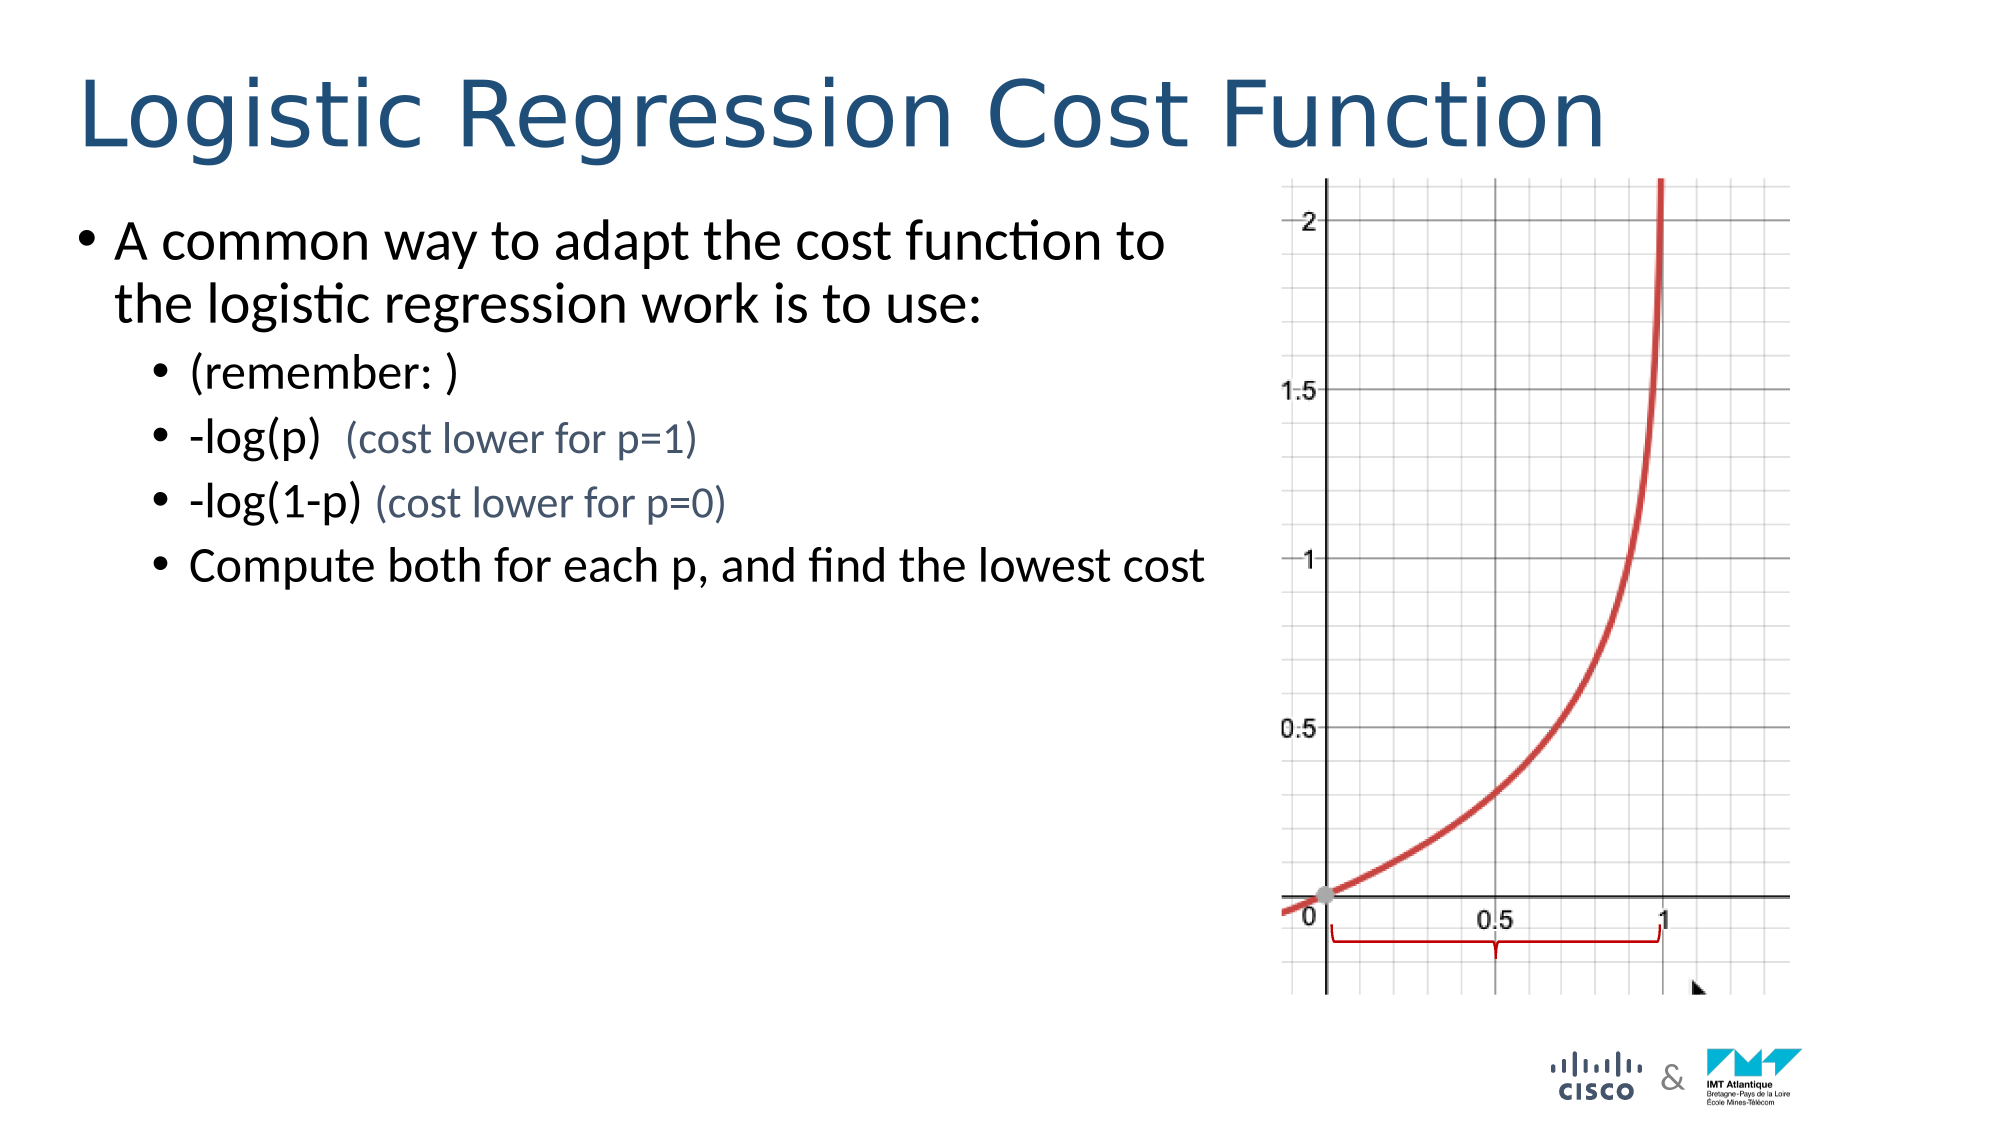 Logistic Regression Cost Function
• A common way to adapt the cost function to
the logistic regression work is to use:
• (remember: )
• -log(p) (cost lower for p=1)
• -log(1-p) (cost lower for p=0)
• Compute both for each p, and find the lowest cost
2
1.5
1
0.5
0
0.5
1
CISCO
&
IMT Atlantique
Bretagne-Pays de la Loire
École Mines-Télécom